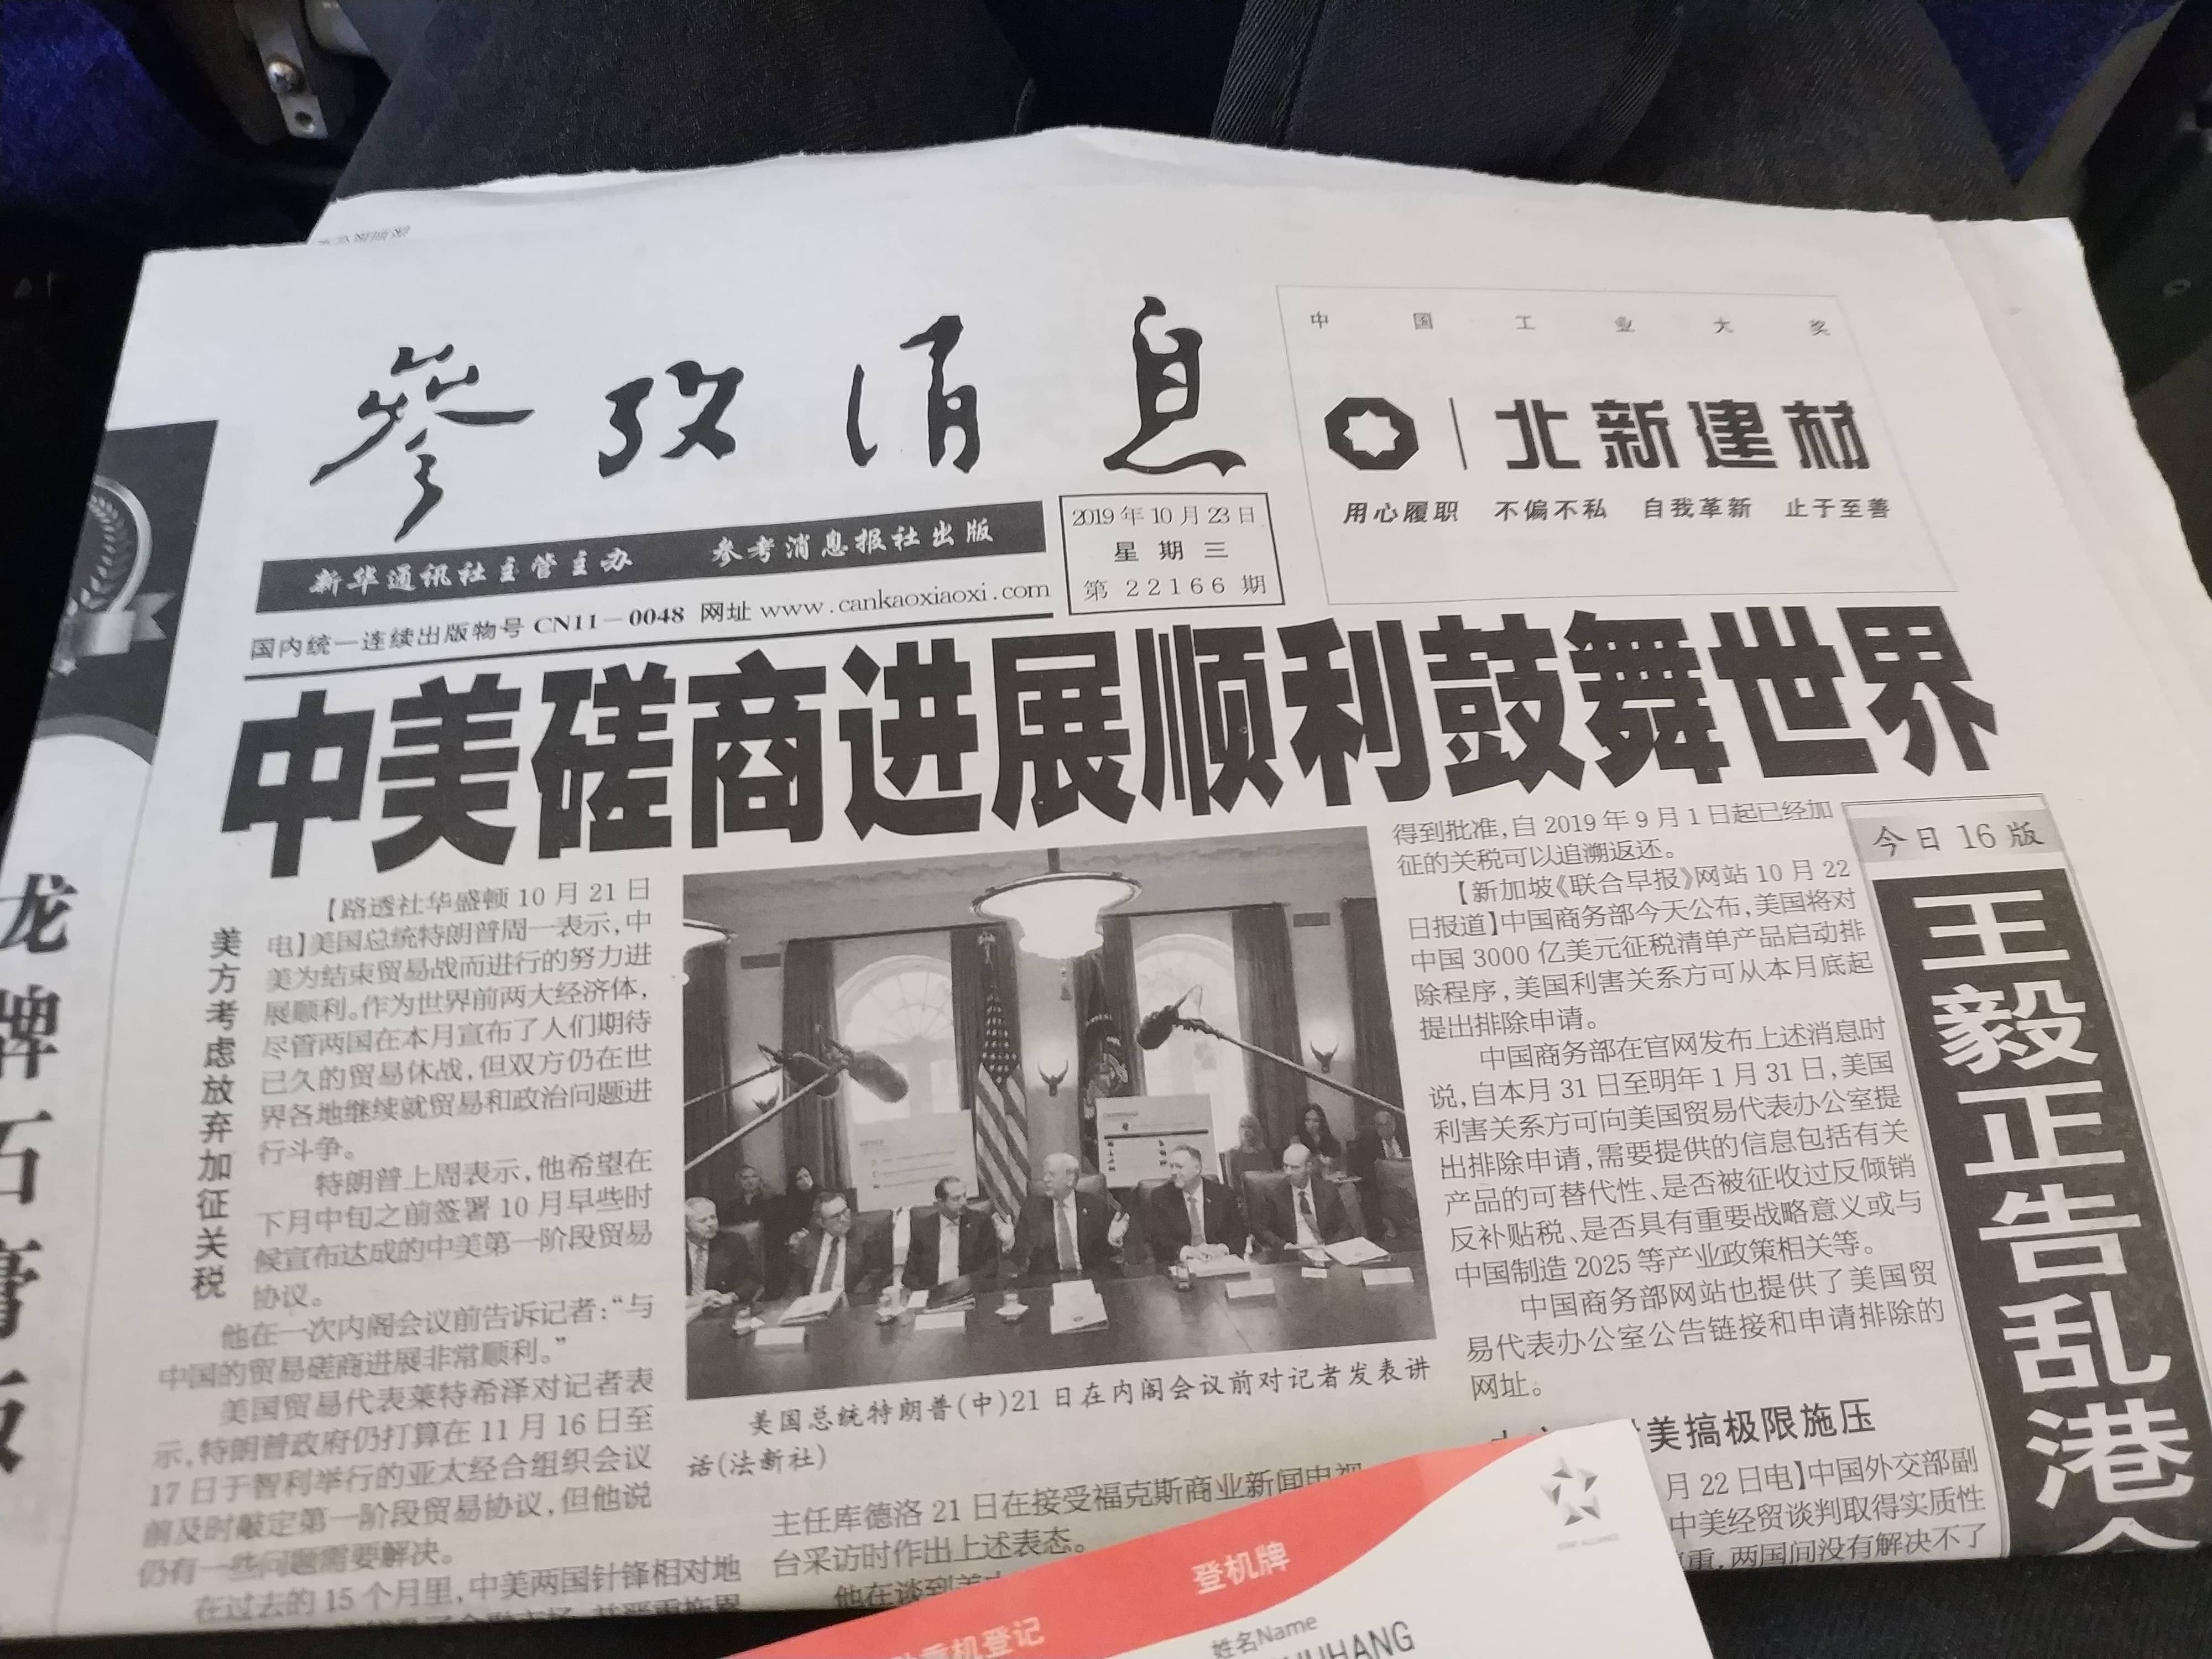 参考消息
新华通讯社主管主办 参考消息报社出版
国内统一连续出版物号 CN11—0048 网址 www.cankaoxiaoxi.com
2019年10月23日
星期三
第22166期
中国工业大奖
北新建材
用心履职 不偏不私 自我革新 止于至善
中美磋商进展顺利鼓舞世界
龙牌石膏板
美方考虑放弃加征关税
【路透社华盛顿10月21日
电】美国总统特朗普周一表示,中
美为结束贸易战而进行的努力进
展顺利。作为世界前两大经济体,
尽管两国在本月宣布了人们期待
已久的贸易休战,但双方仍在世
界各地继续就贸易和政治问题进
行斗争。
特朗普上周表示,他希望在
下月中旬之前签署10月早些时
候宣布达成的中美第一阶段贸易
协议。
他在一次内阁会议前告诉记者:“与
中国的贸易磋商进展非常顺利。”
美国贸易代表莱特希泽对记者表
示,特朗普政府仍打算在11月16日至
17日于智利举行的亚太经合组织会议
前及时敲定第一阶段贸易协议,但他说
仍有一些问题需要解决。
在过去的15个月里,中美两国针锋相对地
美国总统特朗普(中)21日在内阁会议前对记者发表讲
话(法新社)
主任库德洛21日在接受福克斯商业新闻电视
台采访时作出上述表态。
他在谈到美中
得到批准,自2019年9月1日起已经加
征的关税可以追溯返还。
【新加坡《联合早报》网站10月22
日报道】中国商务部今天公布,美国将对
中国3000亿美元征税清单产品启动排
除程序,美国利害关系方可从本月底起
提出排除申请。
中国商务部在官网发布上述消息时
说,自本月31日至明年1月31日,美国
利害关系方可向美国贸易代表办公室提
出排除申请,需要提供的信息包括有关
产品的可替代性、是否被征收过反倾销
反补贴税、是否具有重要战略意义或与
中国制造2025等产业政策相关等。
中国商务部网站也提供了美国贸
易代表办公室公告链接和申请排除的
网址。
美搞极限施压
月22日电】中国外交部副
中美经贸谈判取得实质性
重,两国间没有解决不了
今日16版
王毅正告乱港
登机牌
机登记
姓名Name
HUHANG